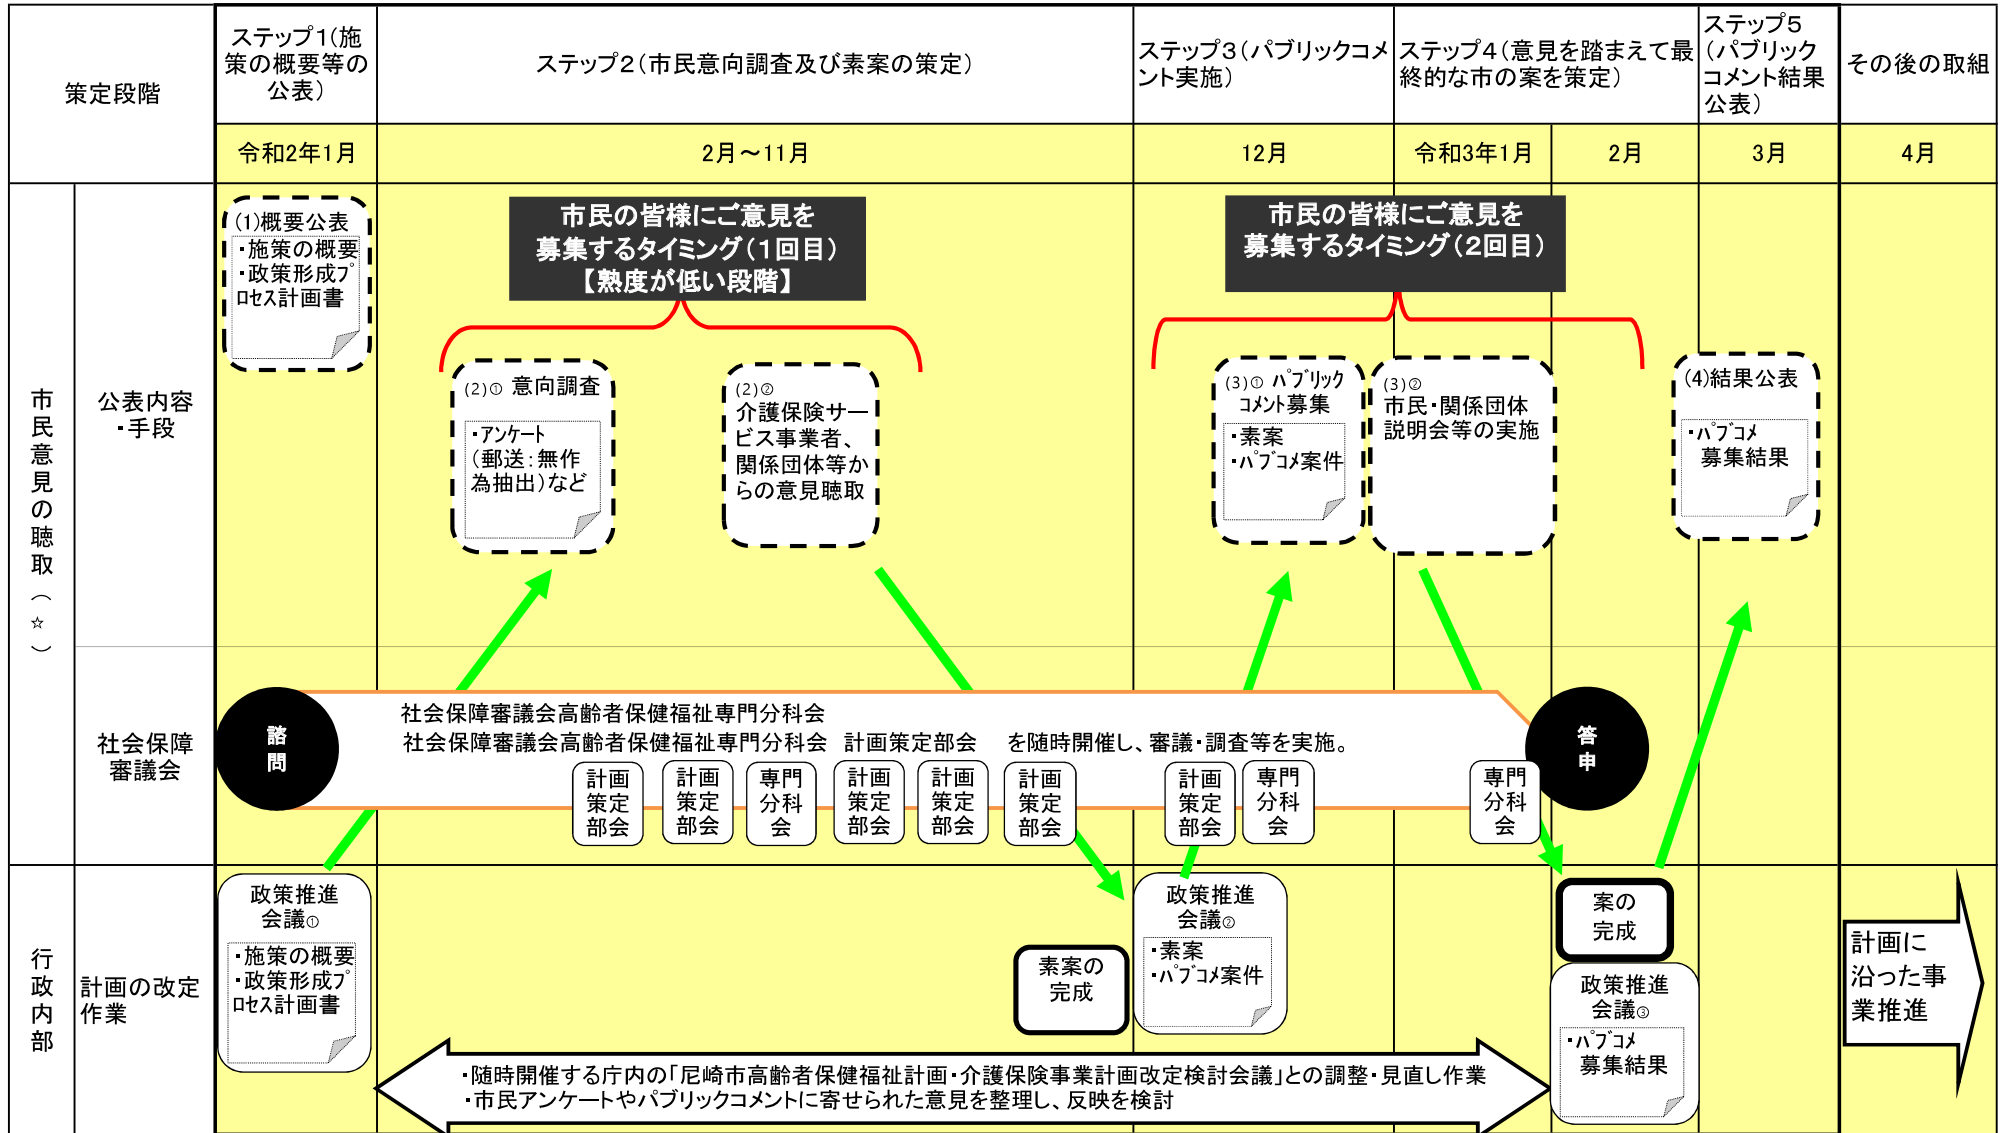 策定段階
ステップ1(施
策の概要等の
公表)
ステップ2(市民意向調査及び素案の策定)
ステップ3(パブリックコメ
ント実施)
ステップ4(意見を踏まえて最
終的な市の案を策定)
ステップ5
(パブリック
コメント結果
公表)
その後の取組
令和2年1月
2月～11月
12月
令和3年1月
2月
3月
4月
市民意見の聴取(☆)
公表内容
・手段
(1)概要公表
・施策の概要
・政策形成ﾌﾟ
ﾛｾｽ計画書
市民の皆様にご意見を
募集するタイミング(1回目)
【熟度が低い段階】
(2)① 意向調査
・アンケート
(郵送:無作
為抽出)など
(2)②
介護保険サー
ビス事業者、
関係団体等か
らの意見聴取
市民の皆様にご意見を
募集するタイミング(2回目)
(3)① ﾊﾟﾌﾞﾘｯｸ
ｺﾒﾝﾄ募集
・素案
・ﾊﾟﾌﾞｺﾒ案件
(3)②
市民・関係団体
説明会等の実施
(4)結果公表
・ﾊﾟﾌﾞｺﾒ
募集結果
社会保障
審議会
諮問
社会保障審議会高齢者保健福祉専門分科会
社会保障審議会高齢者保健福祉専門分科会 計画策定部会 を随時開催し、審議・調査等を実施。
計画
策定
部会
計画
策定
部会
専門
分科
会
計画
策定
部会
計画
策定
部会
計画
策定
部会
計画
策定
部会
専門
分科
会
専門
分科
会
答申
行政内部
計画の改定
作業
政策推進
会議①
・施策の概要
・政策形成ﾌﾟ
ﾛｾｽ計画書
素案の
完成
政策推進
会議②
・素案
・ﾊﾟﾌﾞｺﾒ案件
案の
完成
政策推進
会議③
・ﾊﾟﾌﾞｺﾒ
募集結果
計画に
沿った事
業推進
・随時開催する庁内の「尼崎市高齢者保健福祉計画・介護保険事業計画改定検討会議」との調整・見直し作業
・市民アンケートやパブリックコメントに寄せられた意見を整理し、反映を検討